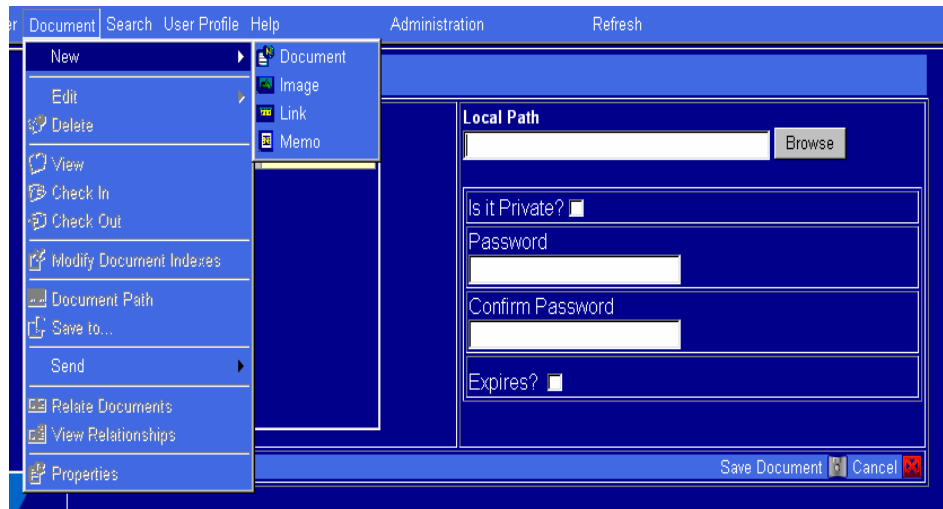 er Document Search User Profile Help Administration Refresh
New
Edit
Delete
View
Check In
Check Out
Modify Document Indexes
Document Path
Save to...
Send
Relate Documents
View Relationships
Properties
Document
Image
Link
Memo
Local Path
Browse
Is it Private?
Password
Confirm Password
Expires?
Save Document Cancel